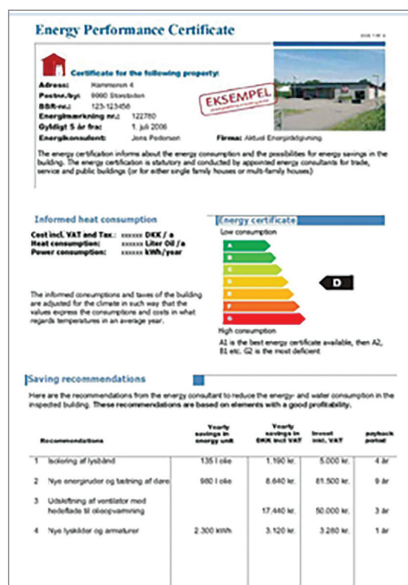 Energy Performance Certificate
Certificate for the following property:
Adress: Hammeren 4
Postnr./by: 9990 Storsteden
BBR-nr.: 123-123456
Energimærkning nr.: 122760
Gyldigt 5 år fra: 1. juli 2006
Energikonsulent: Jens Pedersen Firma: Aktuel Energirådgivning
EKSEMPEL
The energy certification informs about the energy consumption and the possibilities for energy savings in the
building. The energy certification is statutory and conducted by appointed energy consultants for trade,
service and public buildings (or for either single family houses or multi-family houses)
Informed heat consumption
Cost incl. VAT and Tax.: xxxxx DKK / a
Heat consumption: xxxxx Liter Oil /a
Power consumption: xxxxx kWh/year
The informed consumptions and taxes of the building
are adjusted for the climate in such way that the
values express the consumptions and costs in what
regards temperatures in an average year.
Energy certificate
Low consumption
A
B
C
D
E
F
G
D
High consumption
A1 is the best energy certificate available, then A2,
B1 etc. G2 is the most deficient
Saving recommendations
Here are the recommendations from the energy consultant to reduce the energy- and water consumption in the
inspected building. These recommendations are based on elements with a good profitability.
Recommendations Yearly savings in energy unit Yearly savings in DKK incl VAT Invest incl. VAT payback period
1 Isolering af lysbånd 135 l olie 1.190 kr. 5.000 kr. 4 år
2 Nye energiruder og tætning af døre 980 l olie 8.640 kr. 81.500 kr. 9 år
3 Udskiftning af ventilator med
hedeflade til olieopvarmning 17.440 kr. 50.000 kr. 3 år
4 Nye lyskilder og armaturer 2.300 kWh 3.120 kr. 3.280 kr. 1 år